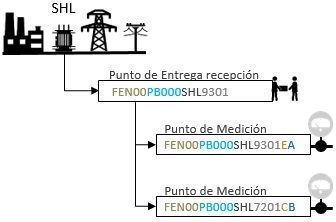 SHL
Punto de Entrega recepción
FEN00PB000SHL9301
Punto de Medición
FEN00PB000SHL9301EA
Punto de Medición
FEN00PB000SHL7201CB